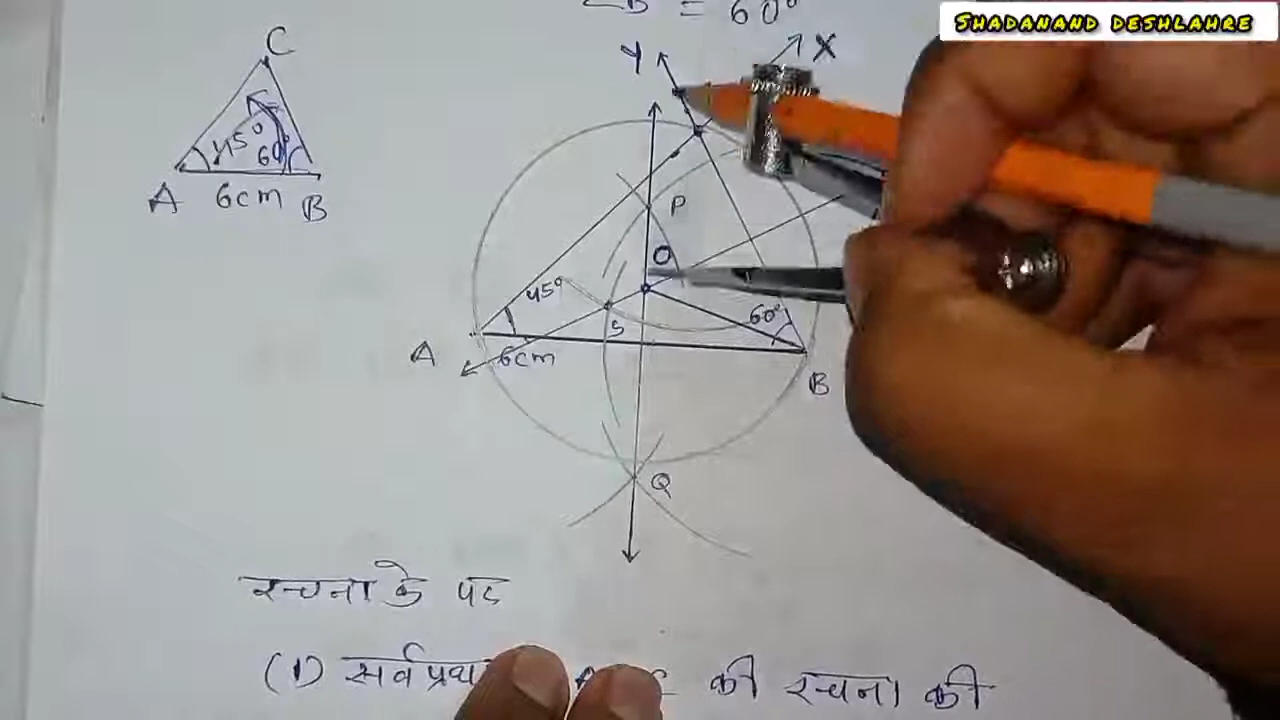 SHADANAND DESHLAHRE
∠B = 60°
C
45°
60°
A 6cm B
Y
X
P
O
45°
60°
S
A
6cm
B
Q
रचना के पद
(1) सर्वप्रथ
की रचना की